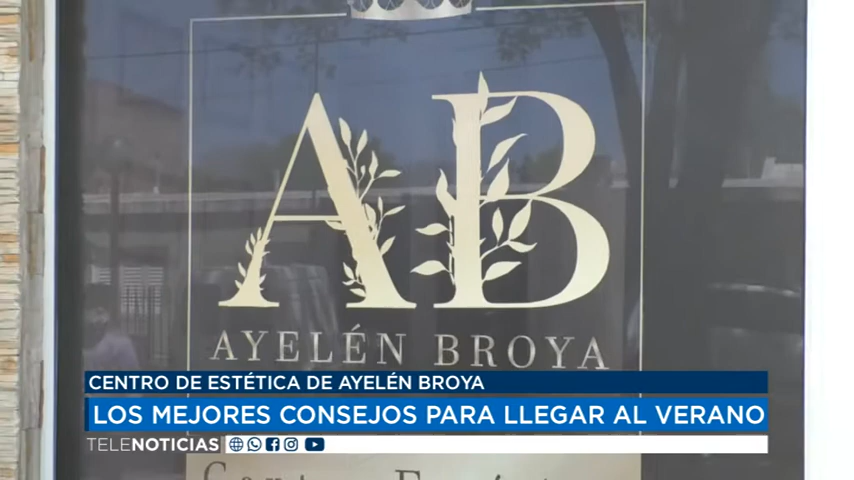 AB
AYELÉN BROYA
CENTRO DE ESTÉTICA DE AYELÉN BROYA
LOS MEJORES CONSEJOS PARA LLEGAR AL VERANO
TELENOTICIAS